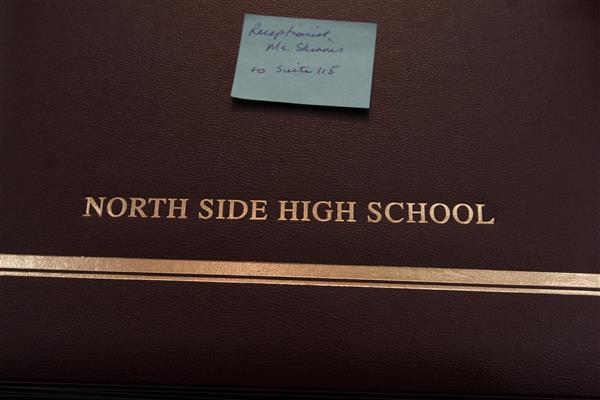 Receptionist,
Ms. Skinner
to Suite 115
NORTH SIDE HIGH SCHOOL